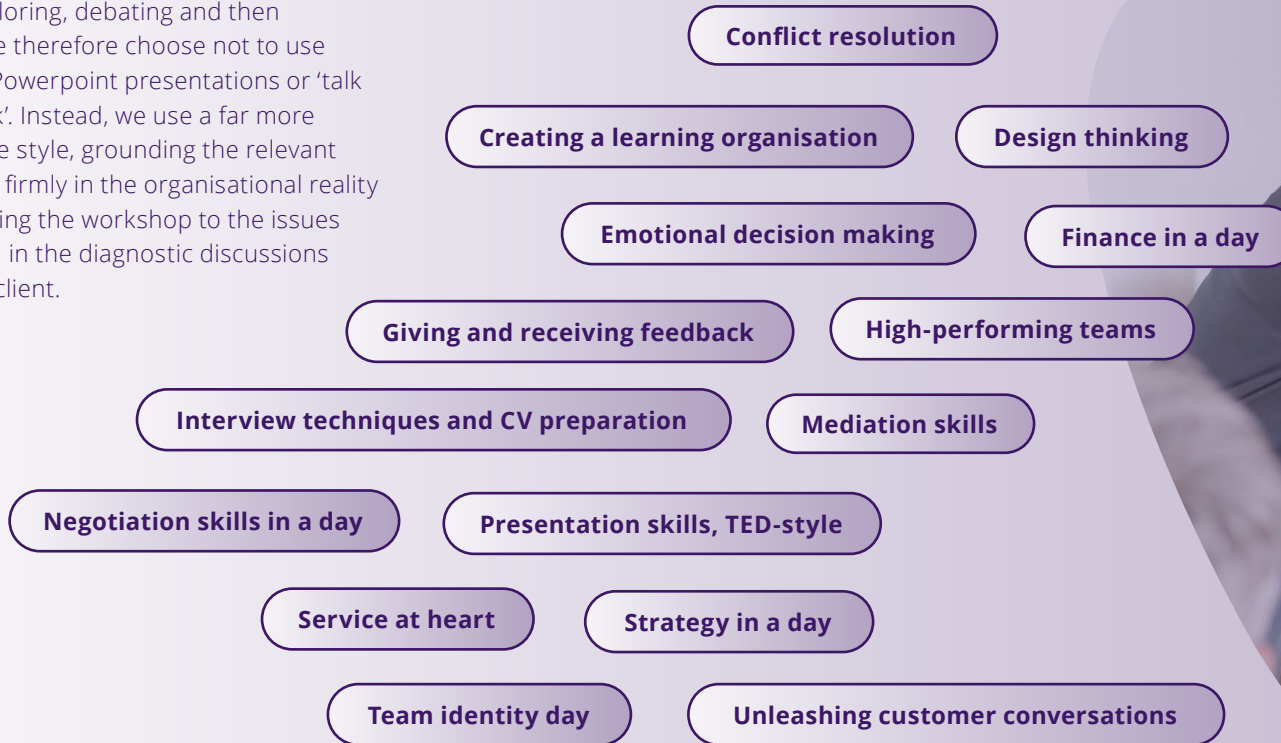 loring, debating and then
e therefore choose not to use
Powerpoint presentations or ‘talk
k’. Instead, we use a far more
e style, grounding the relevant
firmly in the organisational reality
ing the workshop to the issues
in the diagnostic discussions
client.
Conflict resolution
Creating a learning organisation
Design thinking
Emotional decision making
Finance in a day
Giving and receiving feedback
High-performing teams
Interview techniques and CV preparation
Mediation skills
Negotiation skills in a day
Presentation skills, TED-style
Service at heart
Strategy in a day
Team identity day
Unleashing customer conversations